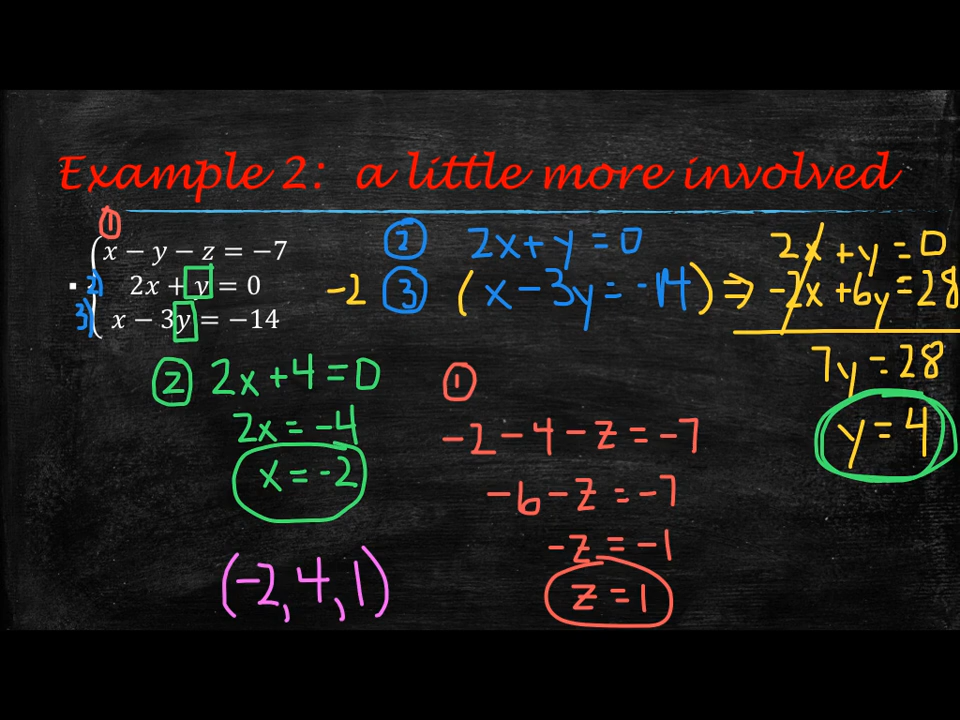 Example 2: a little more involved
①
x − y − z = −7
2) 2x + y = 0
3) x − 3y = −14
② 2x + y = 0
-2 ③ (x - 3y = -14) ⇒
2x + y = 0
-2x + 6y = 28
7y = 28
y = 4
② 2x + 4 = 0
2x = -4
x = -2
①
-2 - 4 - z = -7
-6 - z = -7
-z = -1
z = 1
(-2, 4, 1)